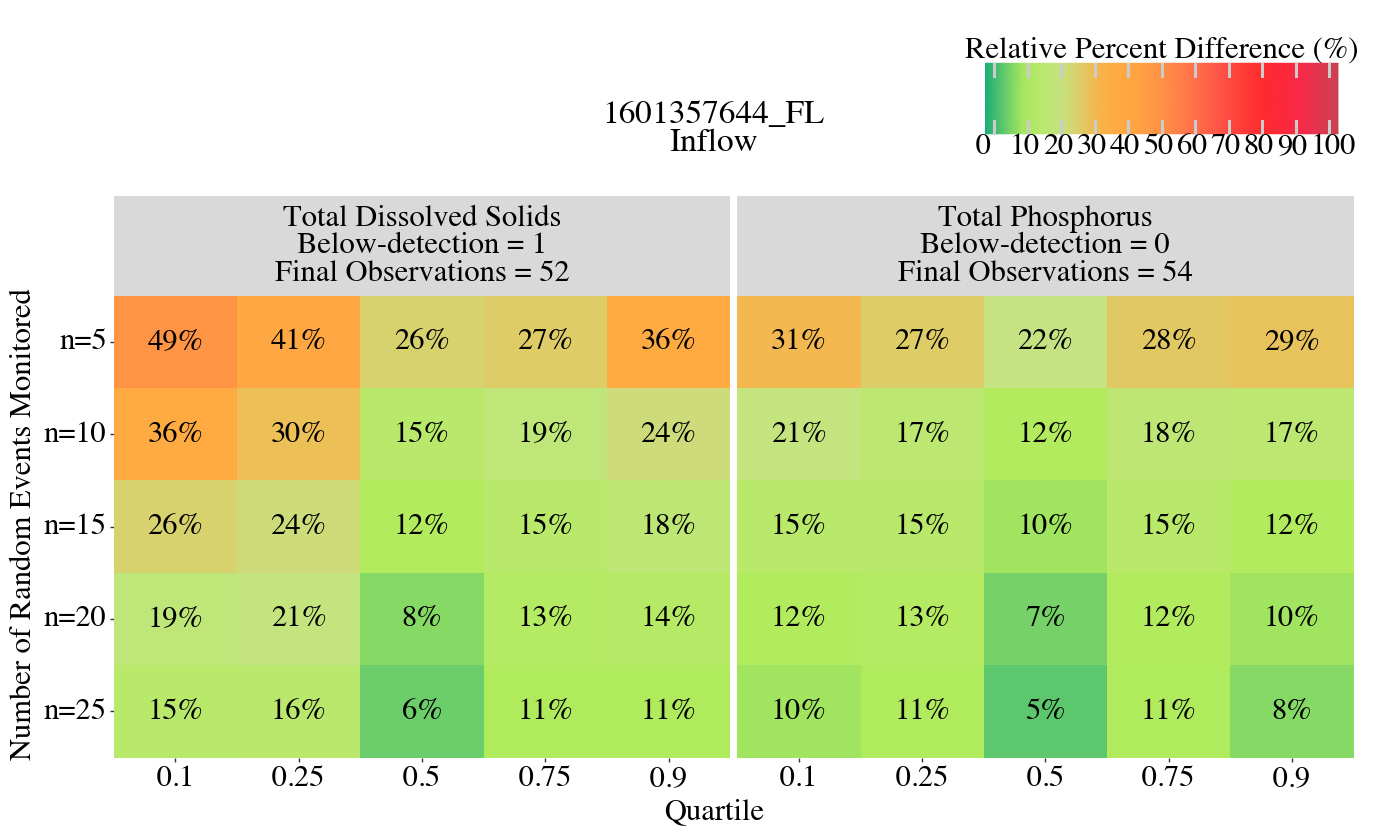 Relative Percent Difference (%)
0 10 20 30 40 50 60 70 80 90 100
1601357644_FL
Inflow
Total Dissolved Solids
Below-detection = 1
Final Observations = 52
Total Phosphorus
Below-detection = 0
Final Observations = 54
Number of Random Events Monitored
n=5 49% 41% 26% 27% 36% 31% 27% 22% 28% 29%
n=10 36% 30% 15% 19% 24% 21% 17% 12% 18% 17%
n=15 26% 24% 12% 15% 18% 15% 15% 10% 15% 12%
n=20 19% 21% 8% 13% 14% 12% 13% 7% 12% 10%
n=25 15% 16% 6% 11% 11% 10% 11% 5% 11% 8%
0.1 0.25 0.5 0.75 0.9 0.1 0.25 0.5 0.75 0.9
Quartile